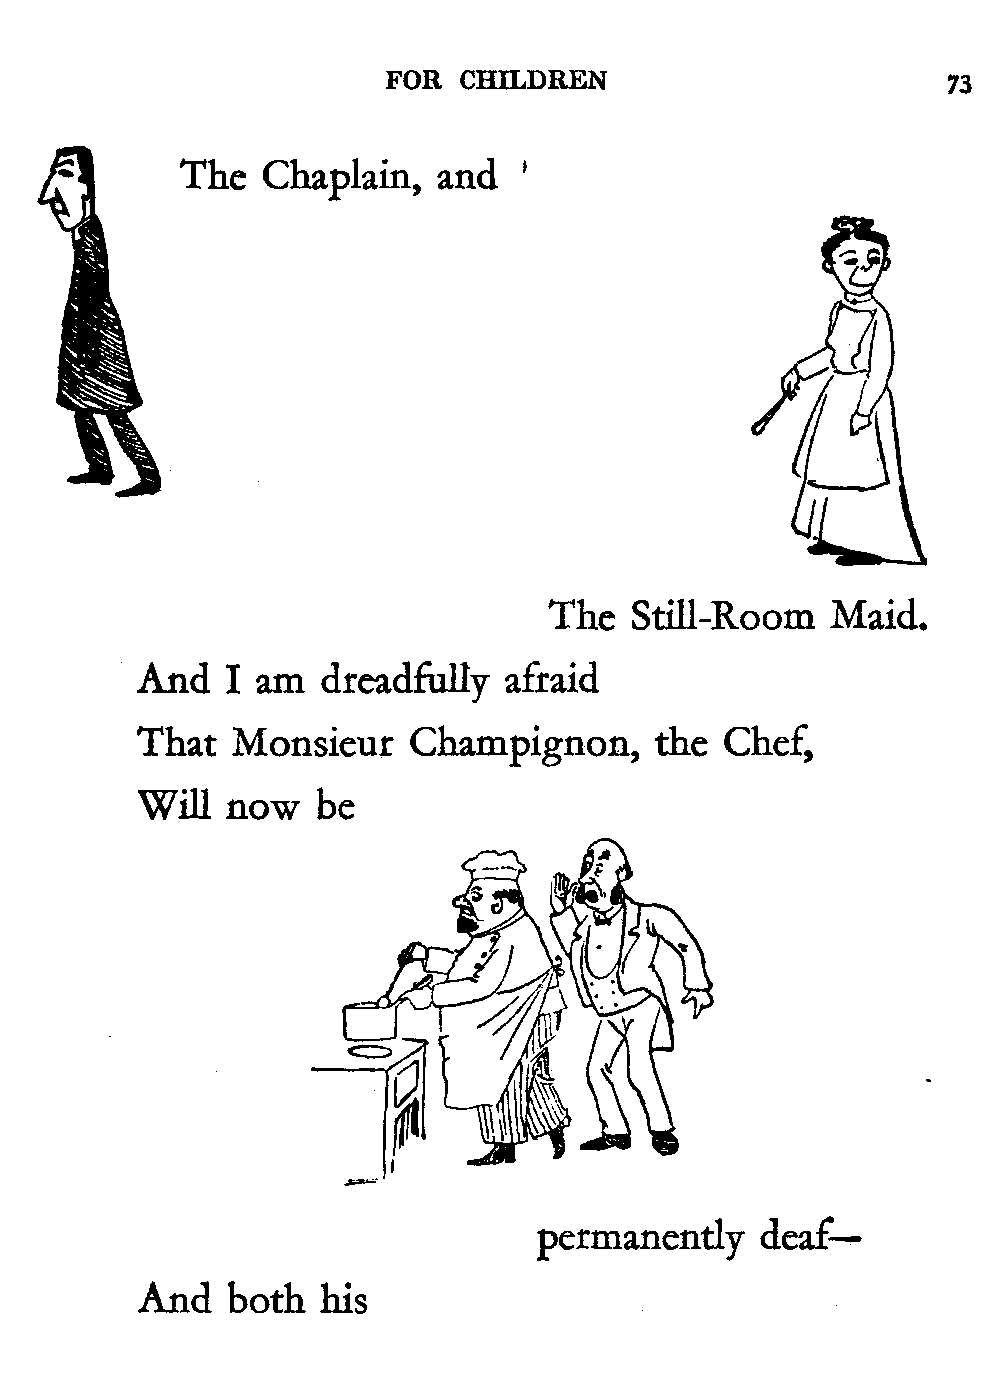 FOR CHILDREN 73
The Chaplain, and
The Still-Room Maid.
And I am dreadfully afraid
That Monsieur Champignon, the Chef,
Will now be
permanently deaf—
And both his